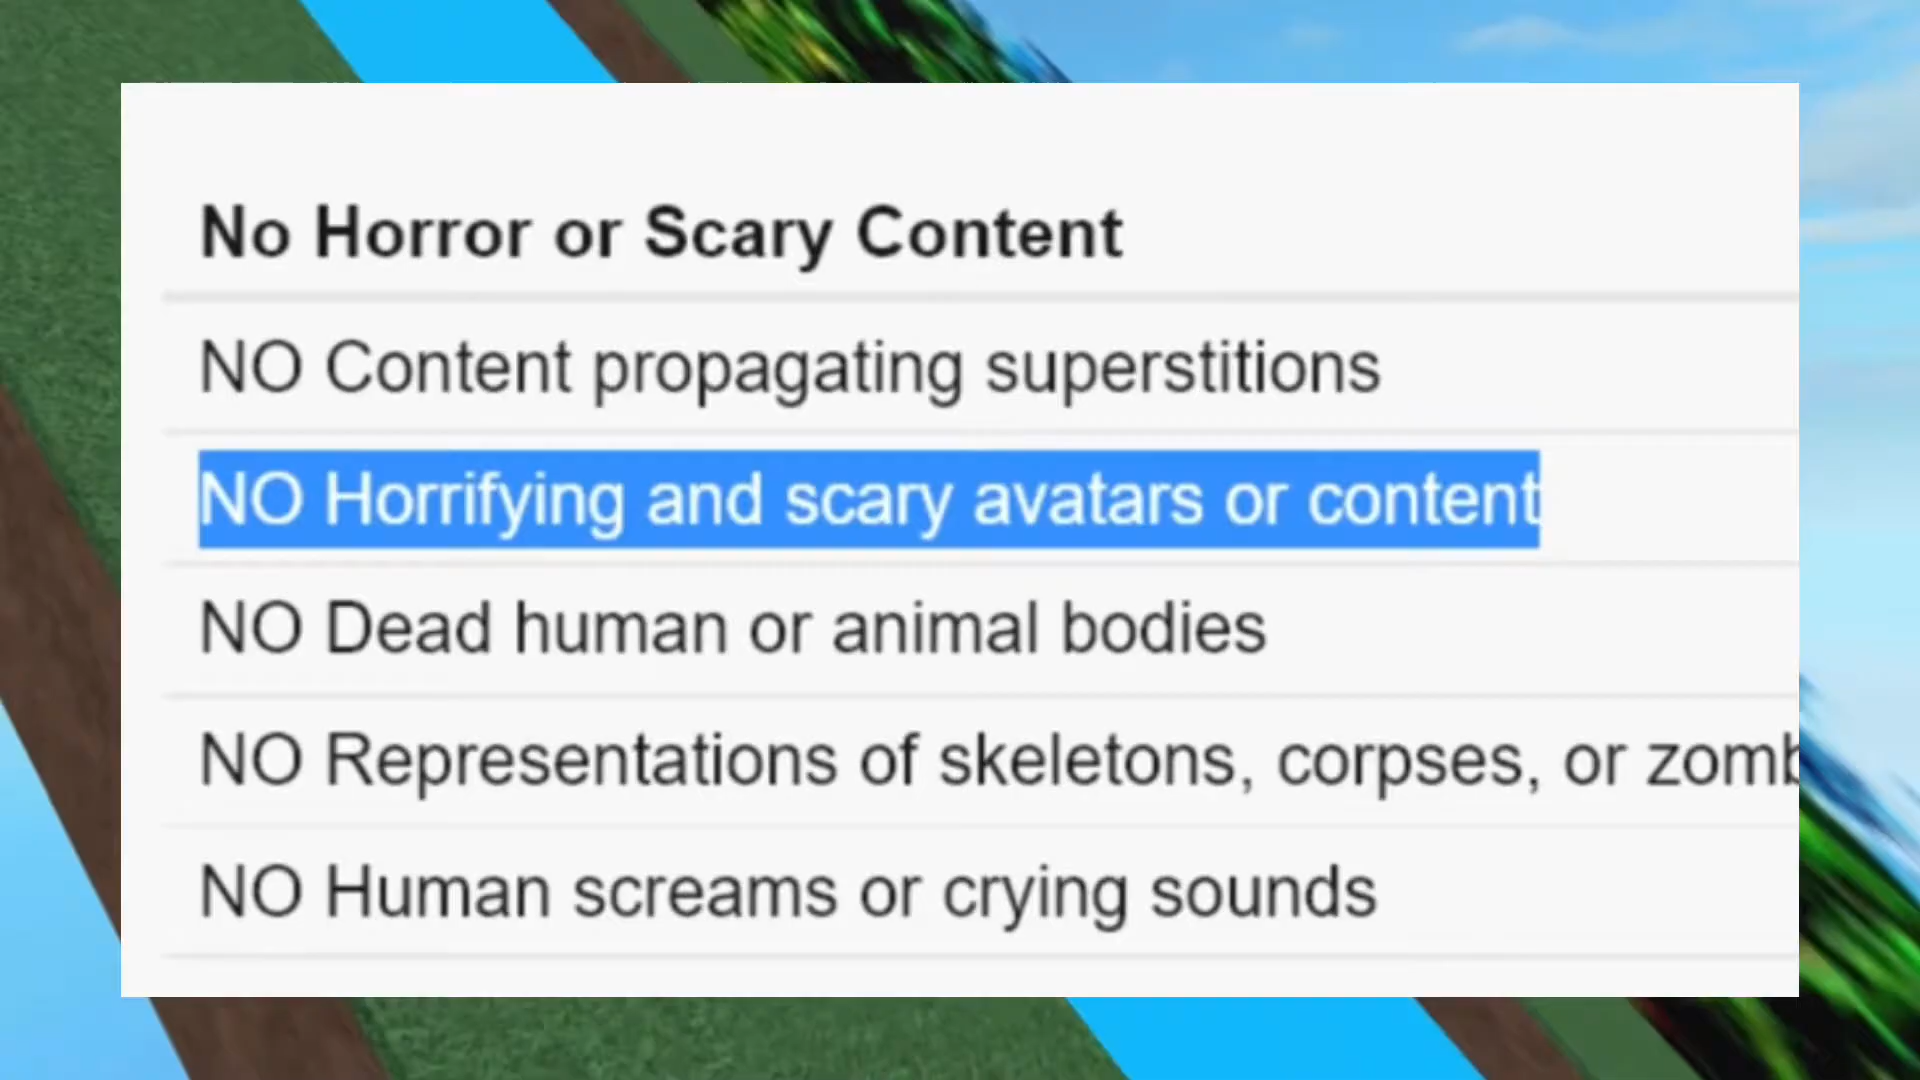 No Horror or Scary Content
NO Content propagating superstitions
NO Horrifying and scary avatars or content
NO Dead human or animal bodies
NO Representations of skeletons, corpses, or zomb
NO Human screams or crying sounds